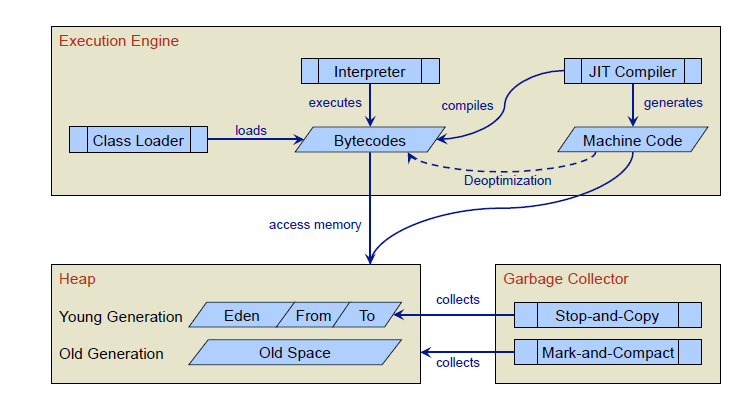 Execution Engine
Interpreter
JIT Compiler
executes
compiles
generates
Class Loader
loads
Bytecodes
Machine Code
Deoptimization
access memory
Heap
Garbage Collector
Young Generation
Eden
From
To
collects
Stop-and-Copy
Old Generation
Old Space
collects
Mark-and-Compact